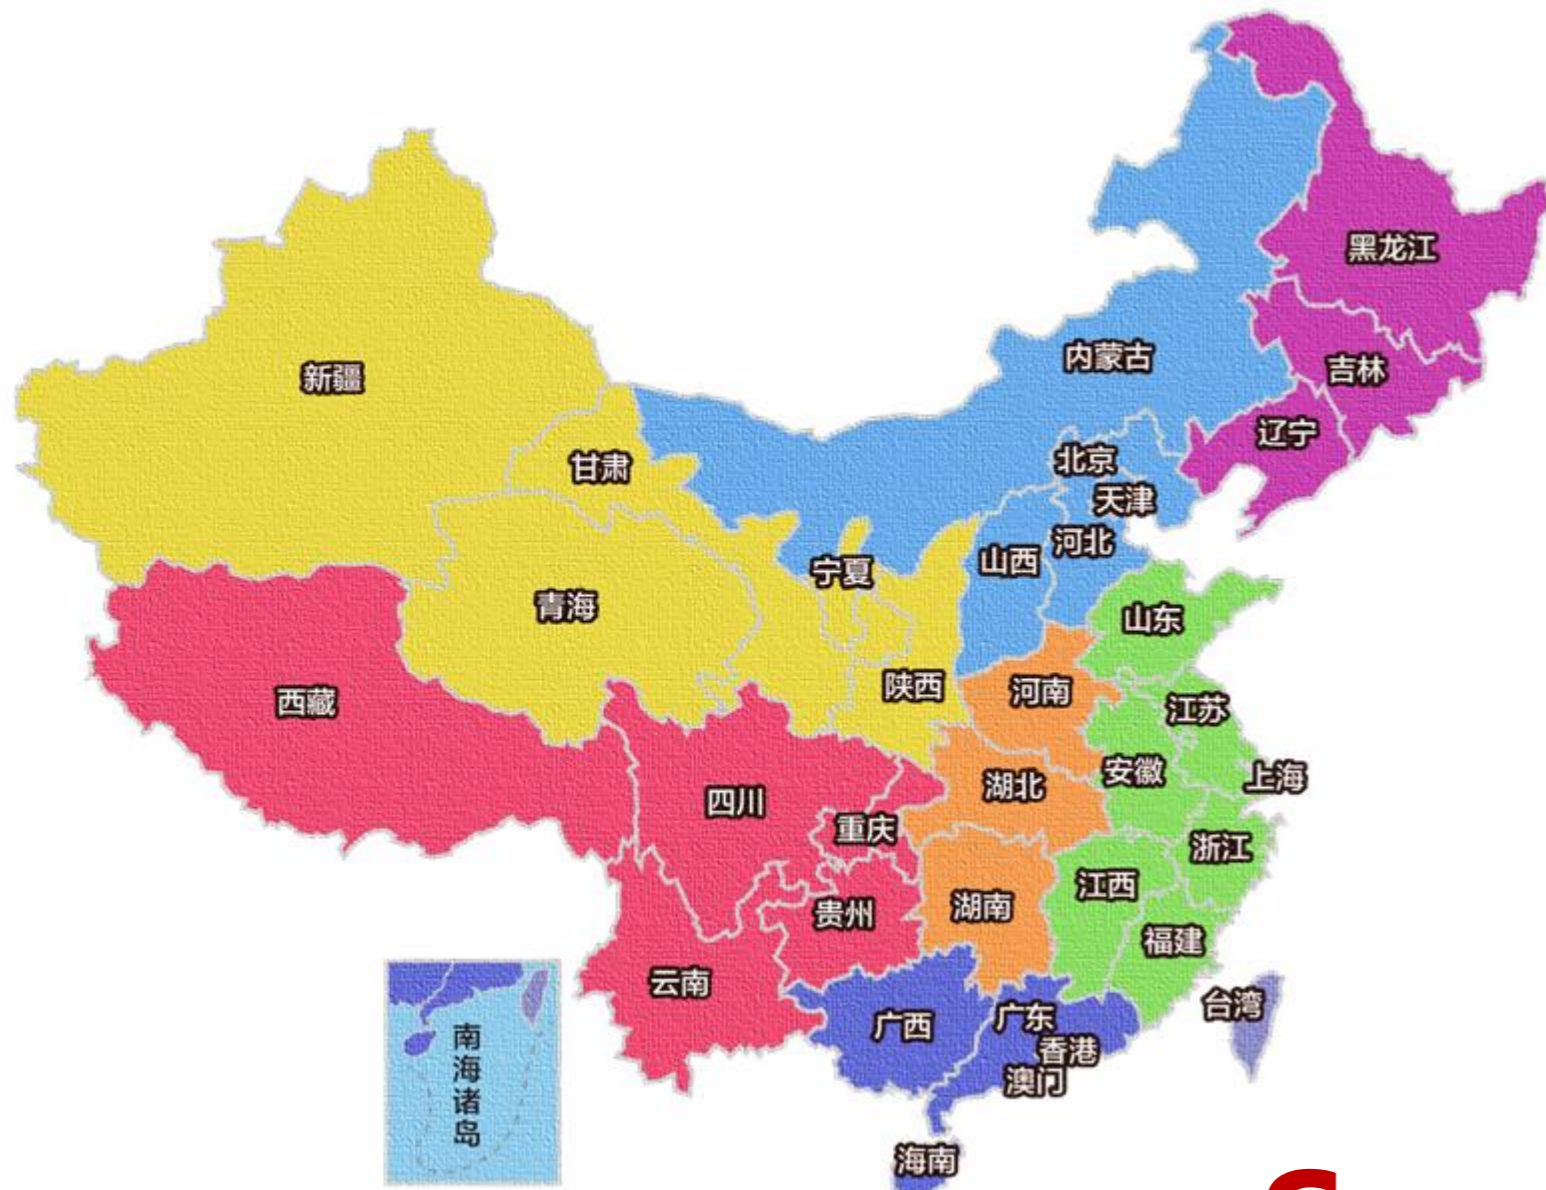 黑龙江
内蒙古
吉林
新疆
辽宁
北京
甘肃
天津
河北
山西
宁夏
青海
山东
陕西
河南
西藏
江苏
安徽
上海
湖北
四川
重庆
浙江
江西
湖南
贵州
福建
云南
台湾
广西
广东
香港
澳门
南海诸岛
海南